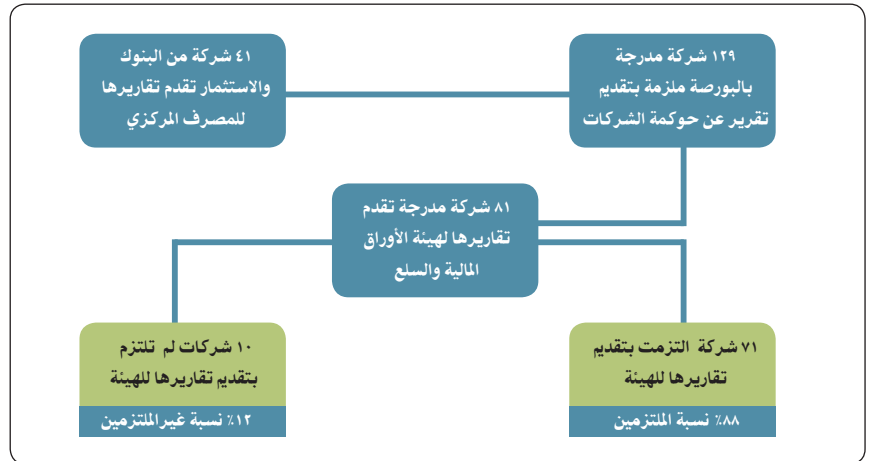 ١٢٩ شركة مدرجة
بالبورصة ملزمة بتقديم
تقرير عن حوكمة الشركات
٤١ شركة من البنوك
والاستثمار تقدم تقاريرها
للمصرف المركزي
٨١ شركة مدرجة تقدم
تقاريرها لهيئة الأوراق
المالية والسلع
٧١ شركة التزمت بتقديم
تقاريرها للهيئة
٨٨٪ نسبة الملتزمين
١٠ شركات لم تلتزم
بتقديم تقاريرها للهيئة
١٢٪ نسبة غير الملتزمين